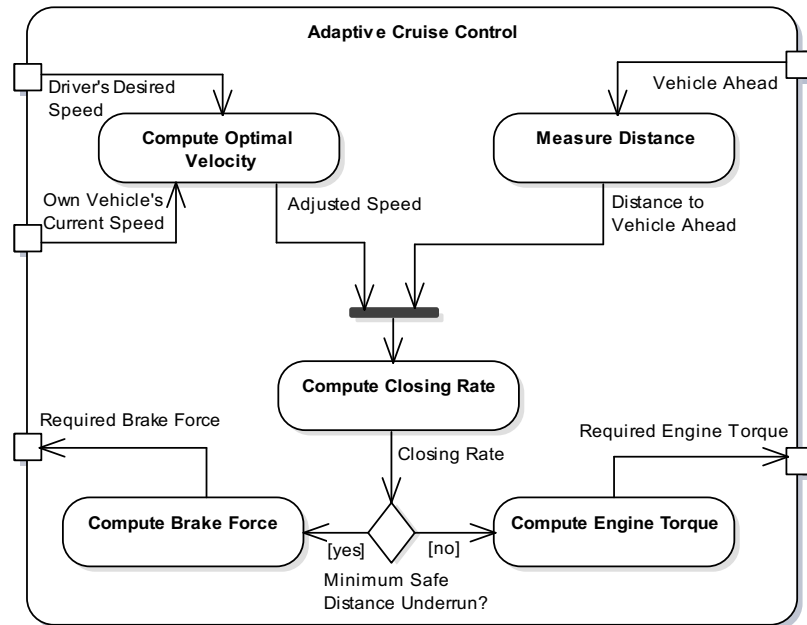 Adaptive Cruise Control
Driver's Desired
Speed
Vehicle Ahead
Compute Optimal
Velocity
Measure Distance
Own Vehicle's
Current Speed
Adjusted Speed
Distance to
Vehicle Ahead
Compute Closing Rate
Required Brake Force
Required Engine Torque
Closing Rate
Compute Brake Force
Compute Engine Torque
[yes]
[no]
Minimum Safe
Distance Underrun?